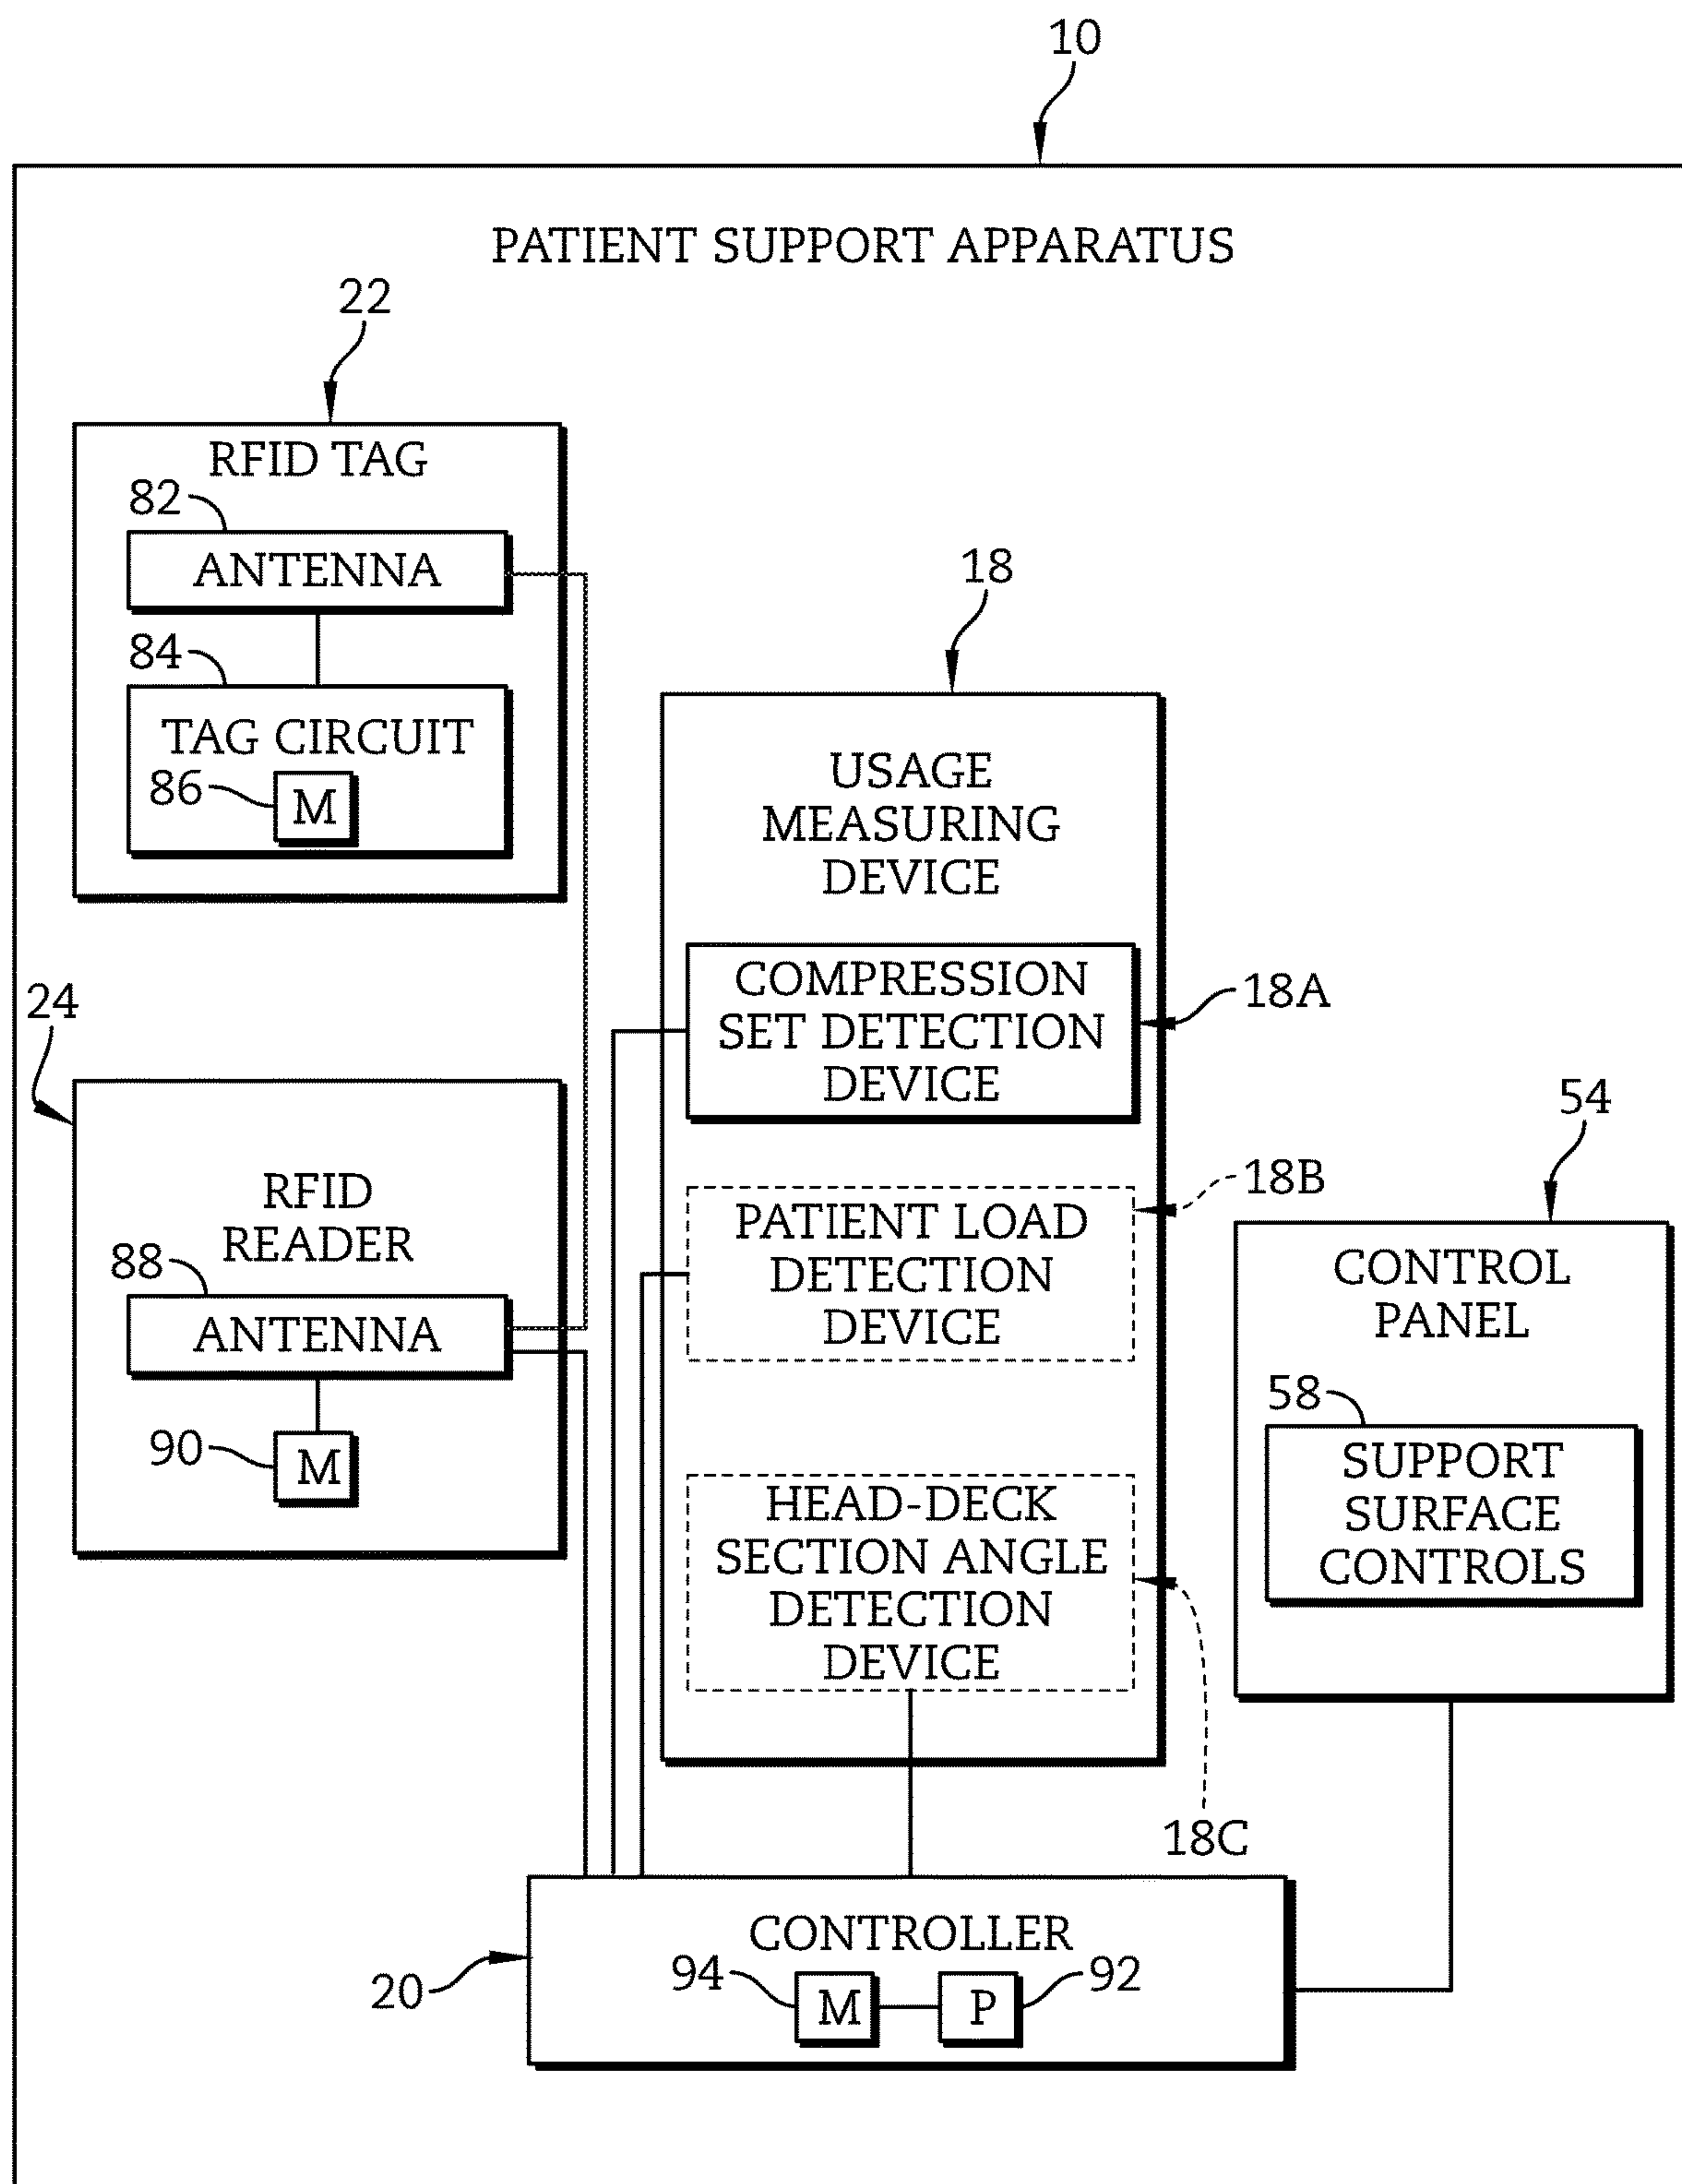 10
PATIENT SUPPORT APPARATUS
22
RFID TAG
82
ANTENNA
84
TAG CIRCUIT
86
M
18
USAGE
MEASURING
DEVICE
COMPRESSION
SET DETECTION
DEVICE
18A
24
RFID
READER
88
ANTENNA
90
M
18B
PATIENT LOAD
DETECTION
DEVICE
54
CONTROL
PANEL
58
SUPPORT
SURFACE
CONTROLS
HEAD-DECK
SECTION ANGLE
DETECTION
DEVICE
18C
CONTROLLER
20
94
M
P
92